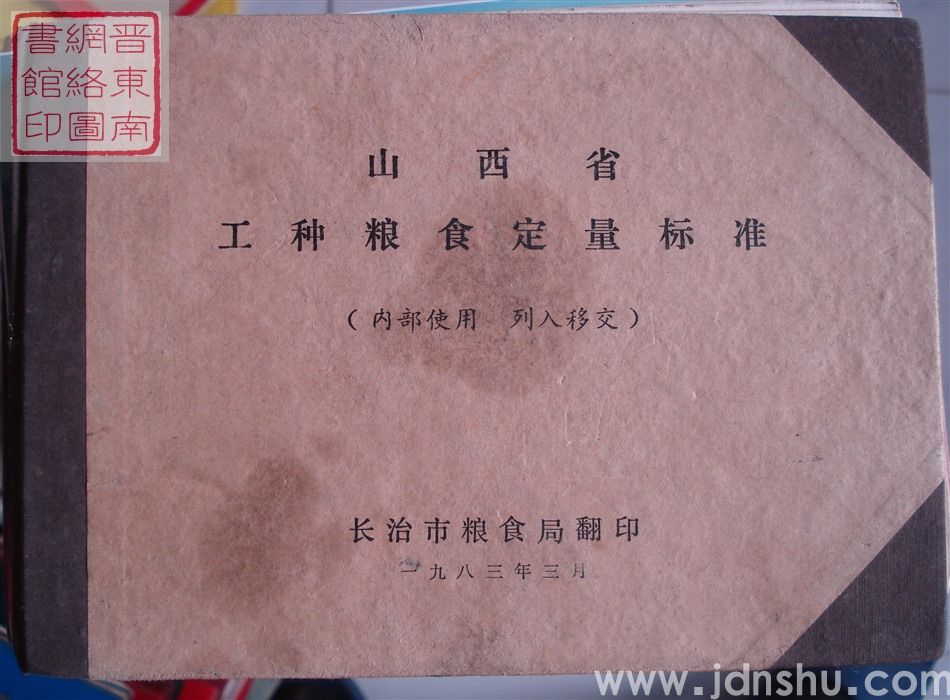 晋東南
網絡圖
書館印
山西省
工种粮食定量标准
（内部使用　列入移交）
长治市粮食局翻印
一九八三年三月
www.jdnshu.com